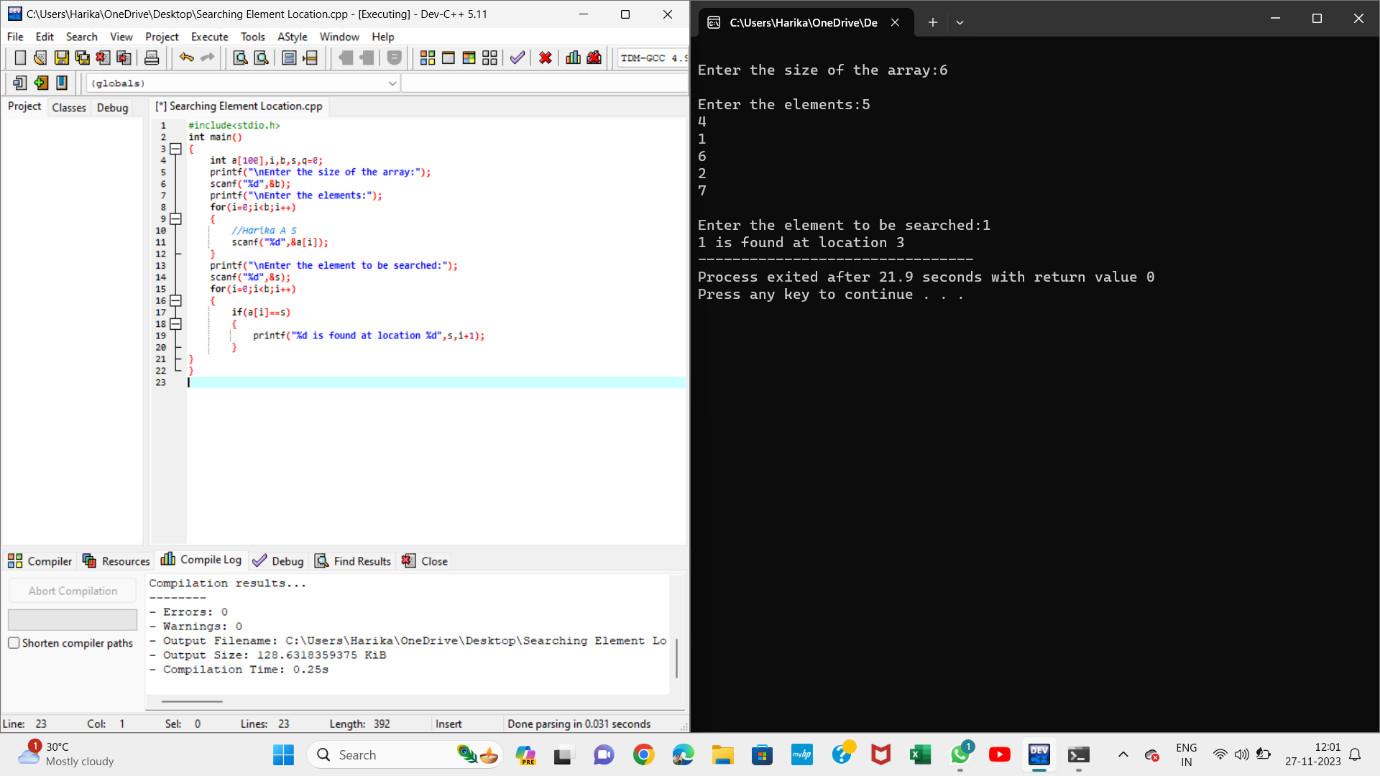 C:\Users\Harika\OneDrive\Desktop\Searching Element Location.cpp - [Executing] - Dev-C++ 5.11
File Edit Search View Project Execute Tools AStyle Window Help
TDM-GCC 4.9
(globals)
Project Classes Debug
[*] Searching Element Location.cpp
1 #include<stdio.h>
2 int main()
3 {
4 int a[100],i,b,s,q=0;
5 printf("\nEnter the size of the array:");
6 scanf("%d",&b);
7 printf("\nEnter the elements:");
8 for(i=0;i<b;i++)
9 {
10 //Harika A S
11 scanf("%d",&a[i]);
12 }
13 printf("\nEnter the element to be searched:");
14 scanf("%d",&s);
15 for(i=0;i<b;i++)
16 {
17 if(a[i]==s)
18 {
19 printf("%d is found at location %d",s,i+1);
20 }
21 }
22 }
23
Compiler Resources Compile Log Debug Find Results Close
Abort Compilation
Shorten compiler paths
Compilation results...
--------
- Errors: 0
- Warnings: 0
- Output Filename: C:\Users\Harika\OneDrive\Desktop\Searching Element Lo
- Output Size: 128.6318359375 KiB
- Compilation Time: 0.25s
Line: 23 Col: 1 Sel: 0 Lines: 23 Length: 392 Insert Done parsing in 0.031 seconds
C:\Users\Harika\OneDrive\De
Enter the size of the array:6
Enter the elements:5
4
1
6
2
7
Enter the element to be searched:1
1 is found at location 3
--------------------------------
Process exited after 21.9 seconds with return value 0
Press any key to continue . . .
1
30°C
Mostly cloudy
Search
PRE
myhp
1
DEV
ENG
IN
12:01
27-11-2023